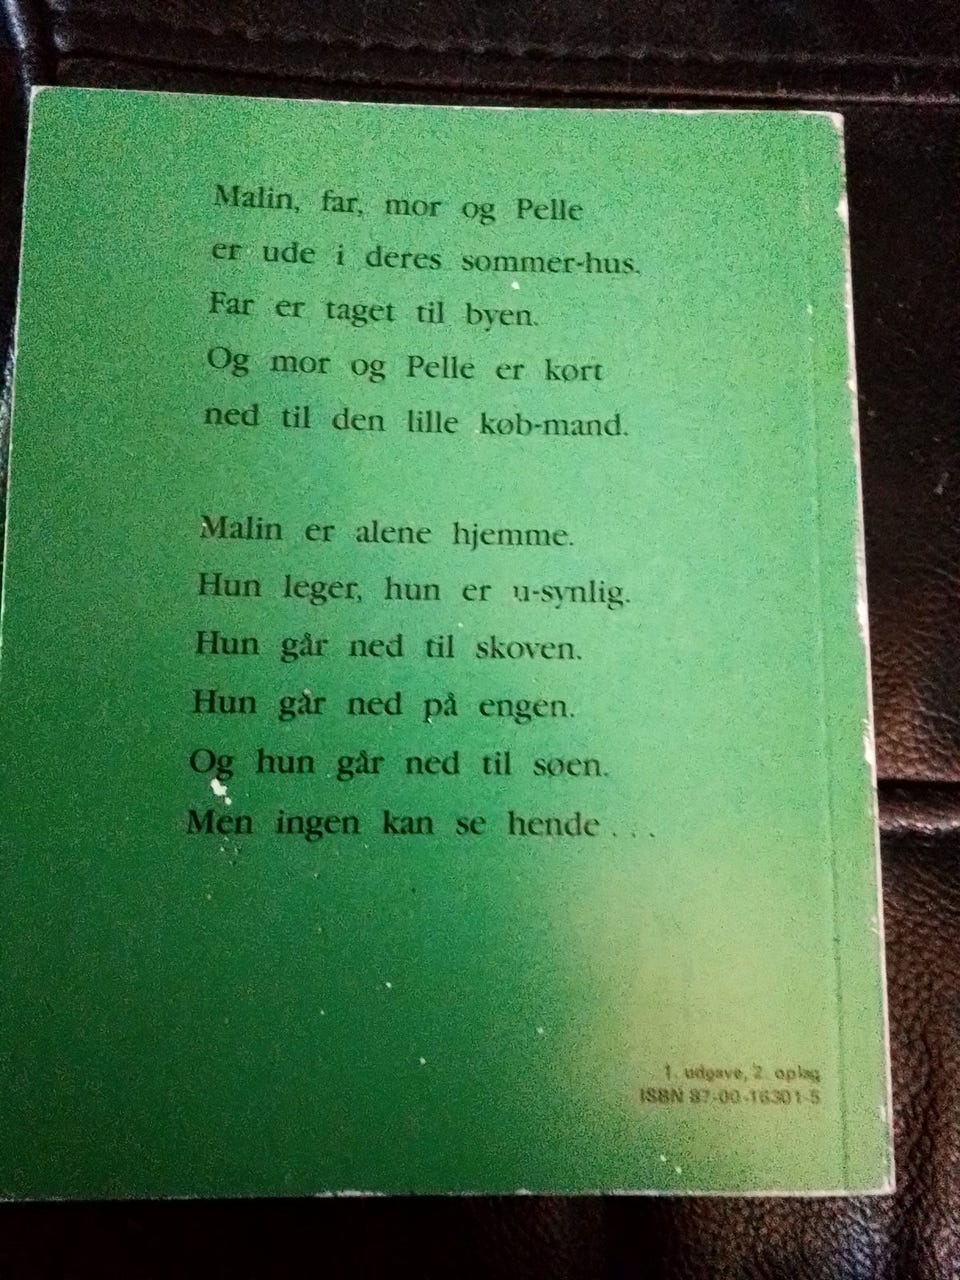 Malin, far, mor og Pelle
er ude i deres sommer-hus.
Far er taget til byen.
Og mor og Pelle er kørt
ned til den lille køb-mand.
Malin er alene hjemme.
Hun leger, hun er u-synlig.
Hun går ned til skoven.
Hun går ned på engen.
Og hun går ned til søen.
Men ingen kan se hende . . .
1. udgave, 2. oplag
ISBN 87-00-16301-5